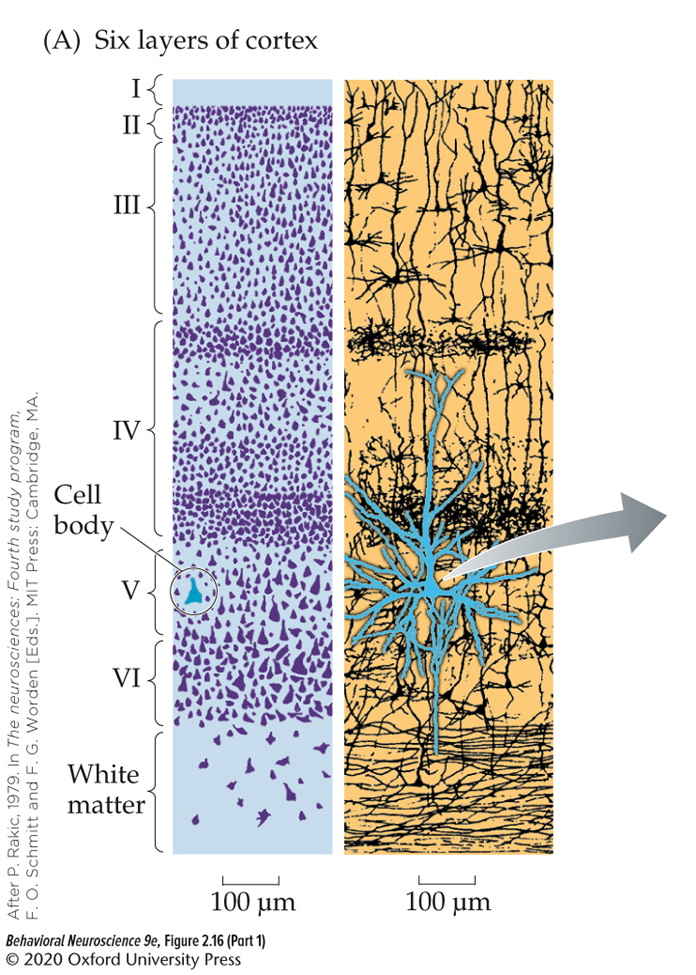 (A) Six layers of cortex
I
II
III
IV
Cell
body
V
VI
White
matter
100 µm
100 µm
After P. Rakic, 1979. In The neurosciences: Fourth study program,
F. O. Schmitt and F. G. Worden [Eds.]. MIT Press: Cambridge, MA.
Behavioral Neuroscience 9e, Figure 2.16 (Part 1)
© 2020 Oxford University Press